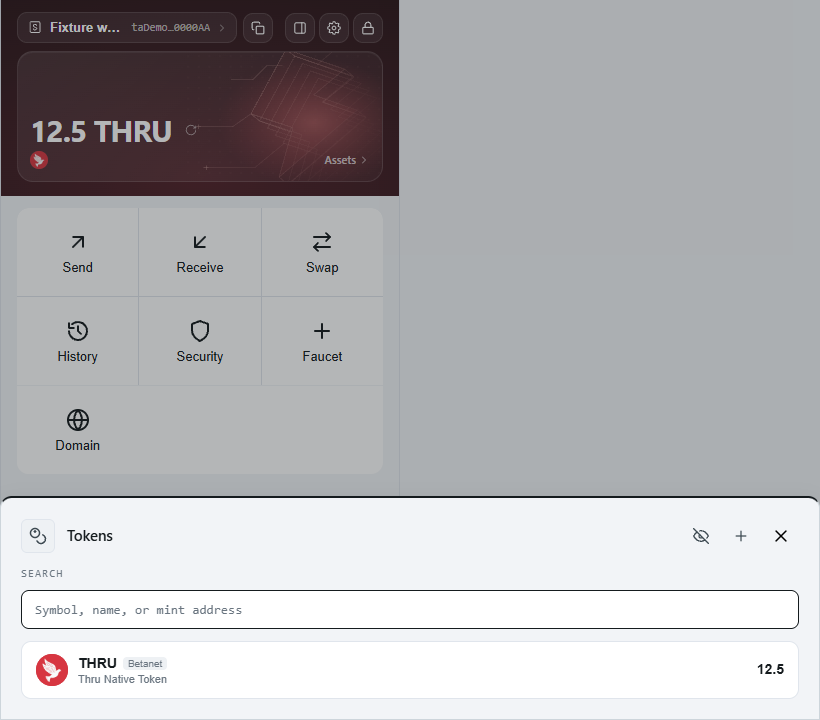 Fixture w... taDemo…0000AA
12.5 THRU
Assets
Send
Receive
Swap
History
Security
Faucet
Domain
Tokens
SEARCH
Symbol, name, or mint address
THRU Betanet
Thru Native Token
12.5